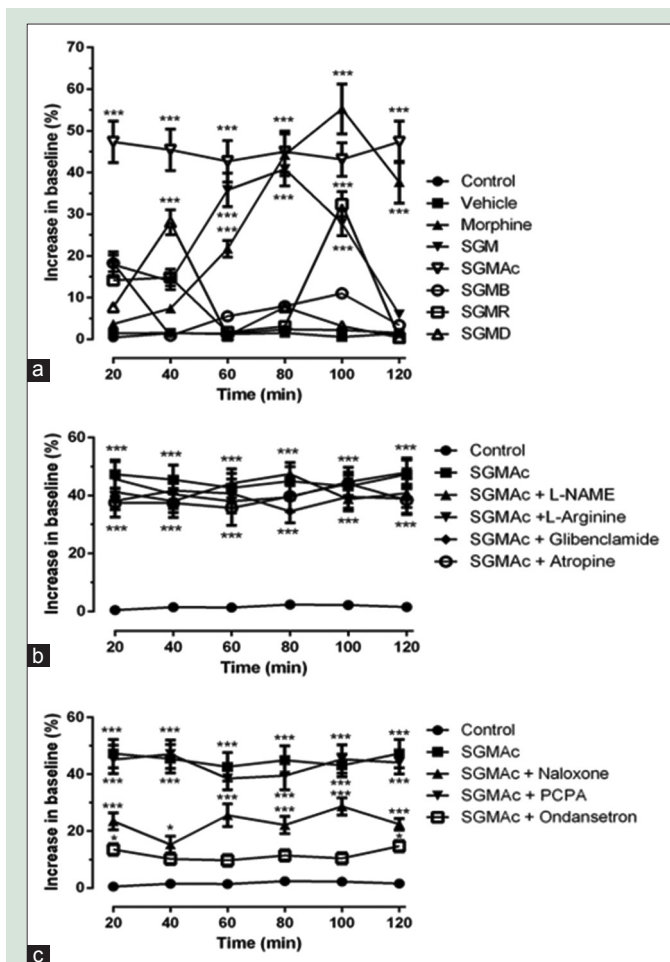 Increase in baseline (%)
70
60
50
40
30
20
10
0
*** *** *** *** *** ***
***
*** *** ***
*** *** ***
20 40 60 80 100 120
Time (min)
Control
Vehicle
Morphine
SGM
SGMAc
SGMB
SGMR
SGMD
a
Increase in baseline (%)
60
40
20
0
*** *** *** *** *** ***
*** *** *** *** *** ***
20 40 60 80 100 120
Time (min)
Control
SGMAc
SGMAc + L-NAME
SGMAc +L-Arginine
SGMAc + Glibenclamide
SGMAc + Atropine
b
Increase in baseline (%)
60
40
20
0
*** *** *** *** *** ***
*** *** *** *** *** ***
*** * *** *** *** ***
* *
20 40 60 80 100 120
Time (min)
Control
SGMAc
SGMAc + Naloxone
SGMAc + PCPA
SGMAc + Ondansetron
c